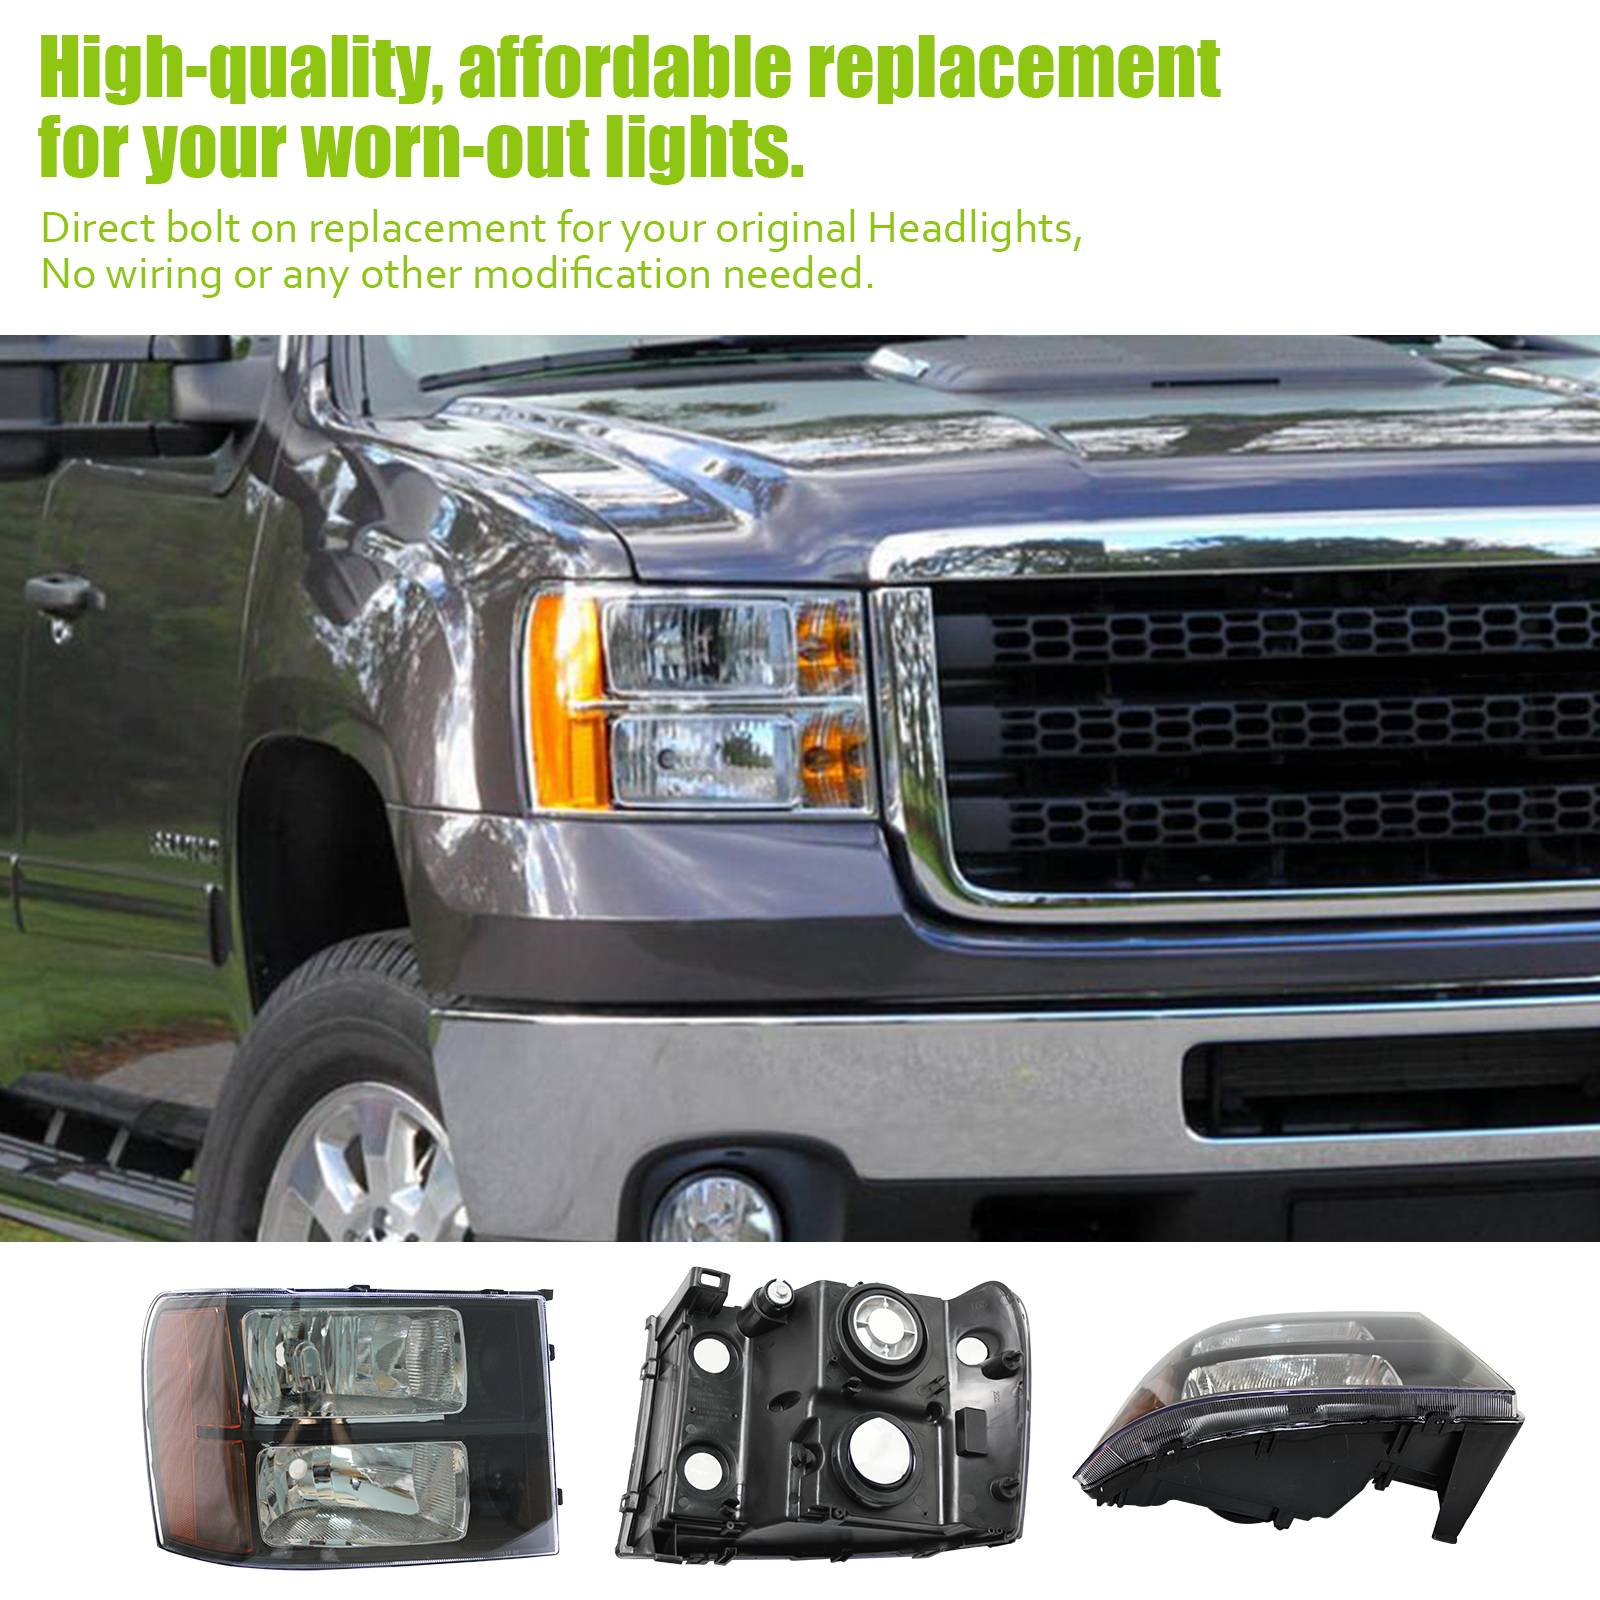 High-quality, affordable replacement
for your worn-out lights.
Direct bolt on replacement for your original Headlights,
No wiring or any other modification needed.